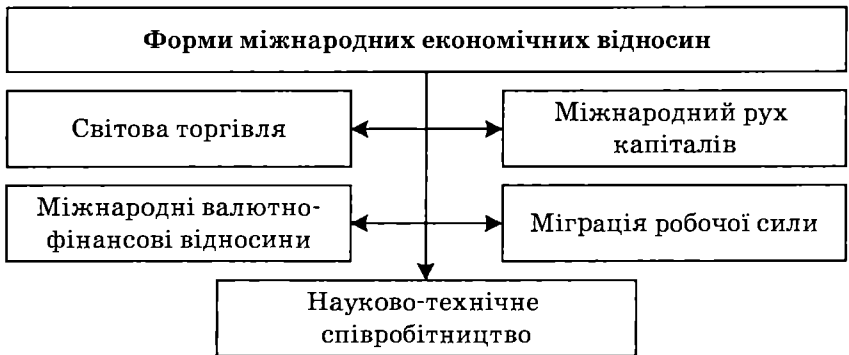 Форми міжнародних економічних відносин
Світова торгівля
Міжнародний рух
капіталів
Міжнародні валютно-
фінансові відносини
Міграція робочої сили
Науково-технічне
співробітництво